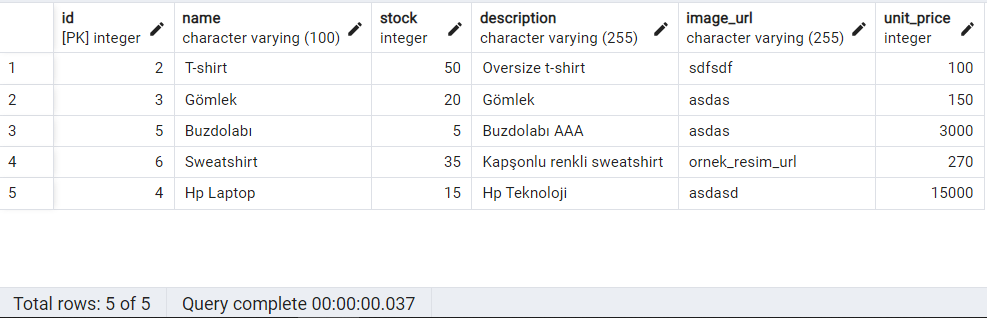 id name stock description image_url unit_price
[PK] integer character varying (100) integer character varying (255) character varying (255) integer
1 2 T-shirt 50 Oversize t-shirt sdfsdf 100
2 3 Gömlek 20 Gömlek asdas 150
3 5 Buzdolabı 5 Buzdolabı AAA asdas 3000
4 6 Sweatshirt 35 Kapşonlu renkli sweatshirt ornek_resim_url 270
5 4 Hp Laptop 15 Hp Teknoloji asdasd 15000
Total rows: 5 of 5 Query complete 00:00:00.037